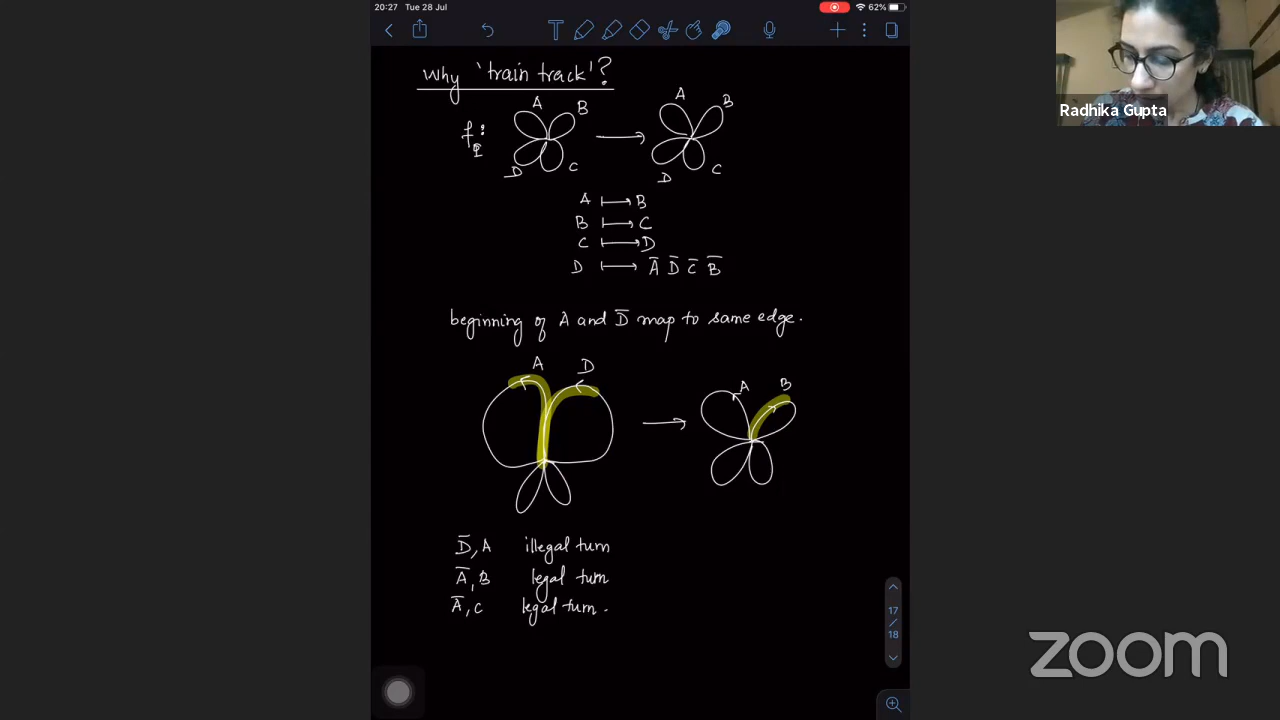 20:27 Tue 28 Jul
62%
Radhika Gupta
Why 'train track'?
A B
A B
f_I :
D C
D C
A ⟼ B
B ⟼ C
C ⟼ D
D ⟼ A̅ D̅ C̅ B̅
beginning of A and D̅ map to same edge.
A D
A B
D̅, A illegal turn
A̅, B legal turn
A̅, C legal turn.
17
/
18
zoom